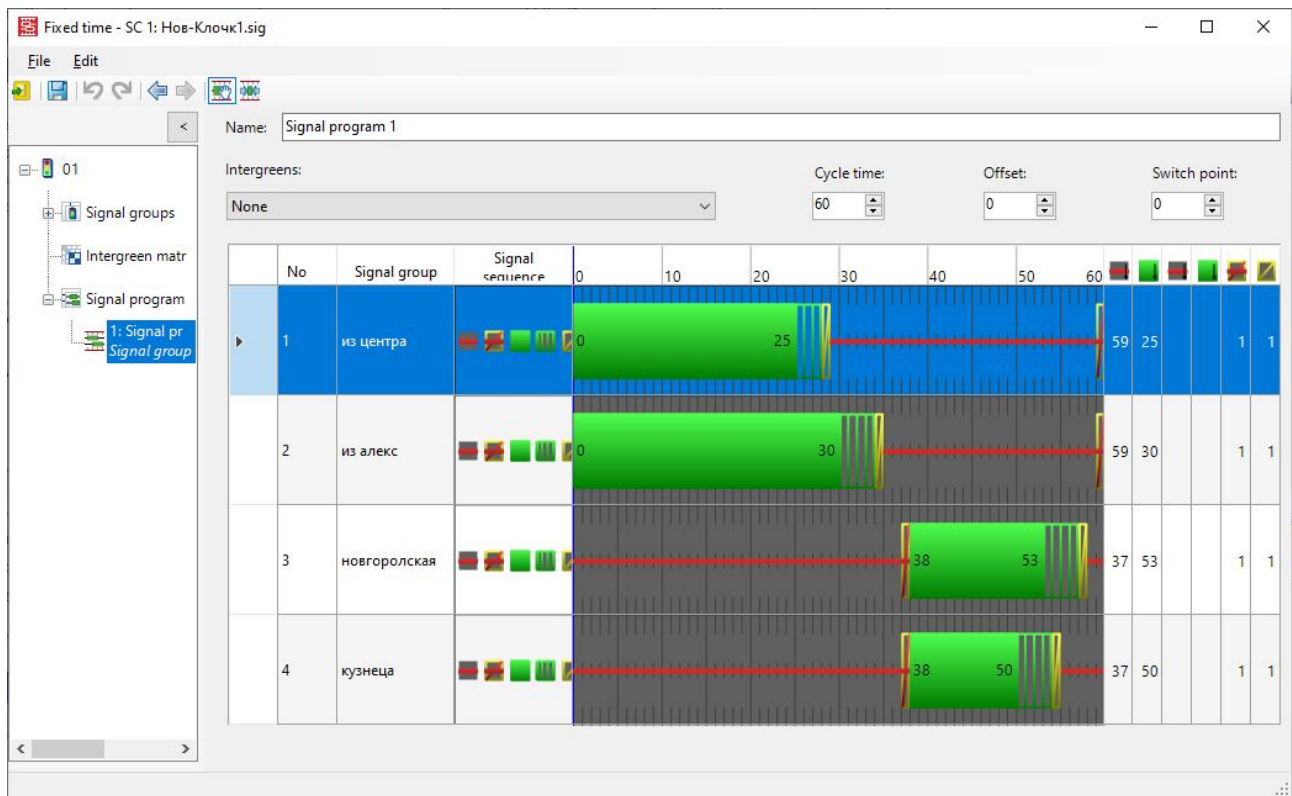 Fixed time - SC 1: Нов-Клочк1.sig
File Edit
<
Name: Signal program 1
01
Signal groups
Intergreen matr
Signal program
1: Signal pr
Signal group
Intergreens: Cycle time: Offset: Switch point:
None 60 0 0
No Signal group Signal sequence 0 10 20 30 40 50 60
1 из центра 0 25 59 25 1 1
2 из алекс 0 30 59 30 1 1
3 новгоролская 38 53 37 53 1 1
4 кузнеца 38 50 37 50 1 1
< >